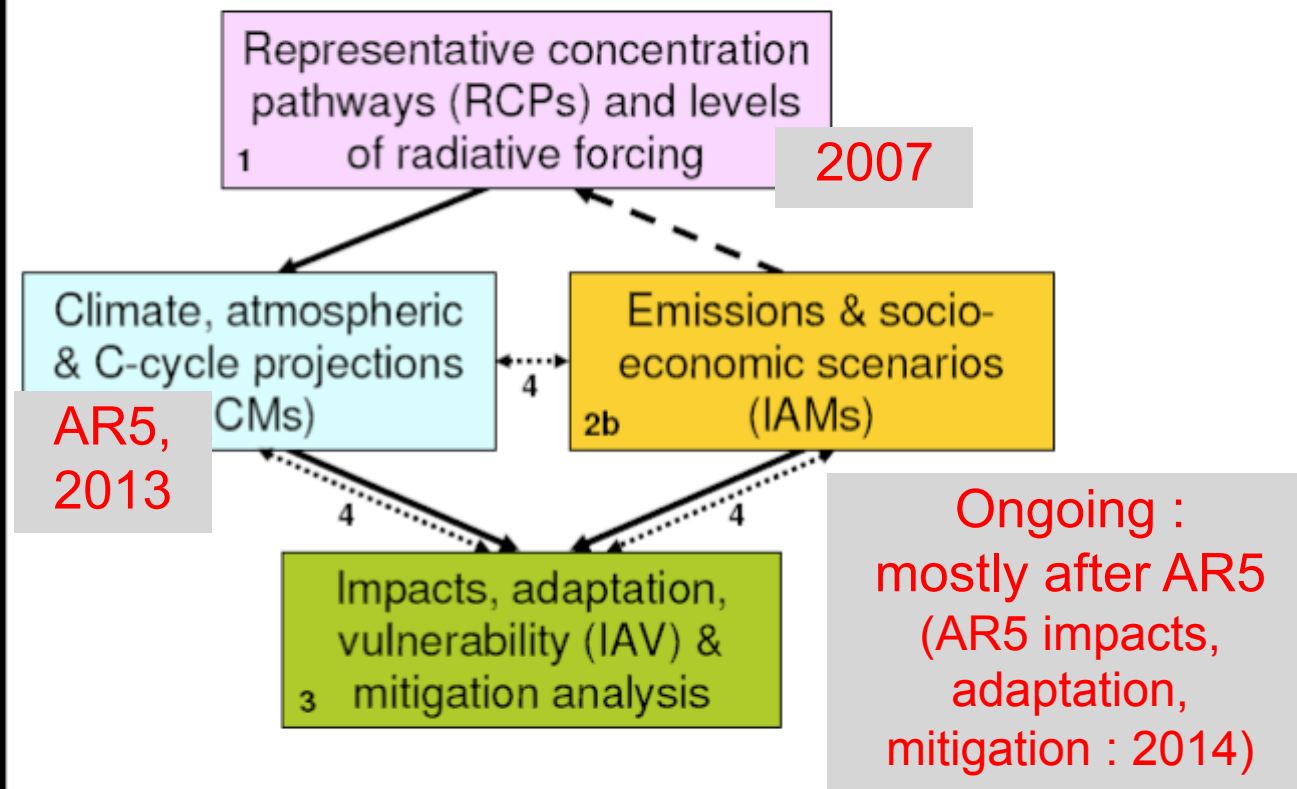 Representative concentration
pathways (RCPs) and levels
1 of radiative forcing
2007
Climate, atmospheric
& C-cycle projections
CMs)
AR5,
2013
4
Emissions & socio-
economic scenarios
2b (IAMs)
4
4
Impacts, adaptation,
vulnerability (IAV) &
3 mitigation analysis
Ongoing :
mostly after AR5
(AR5 impacts,
adaptation,
mitigation : 2014)